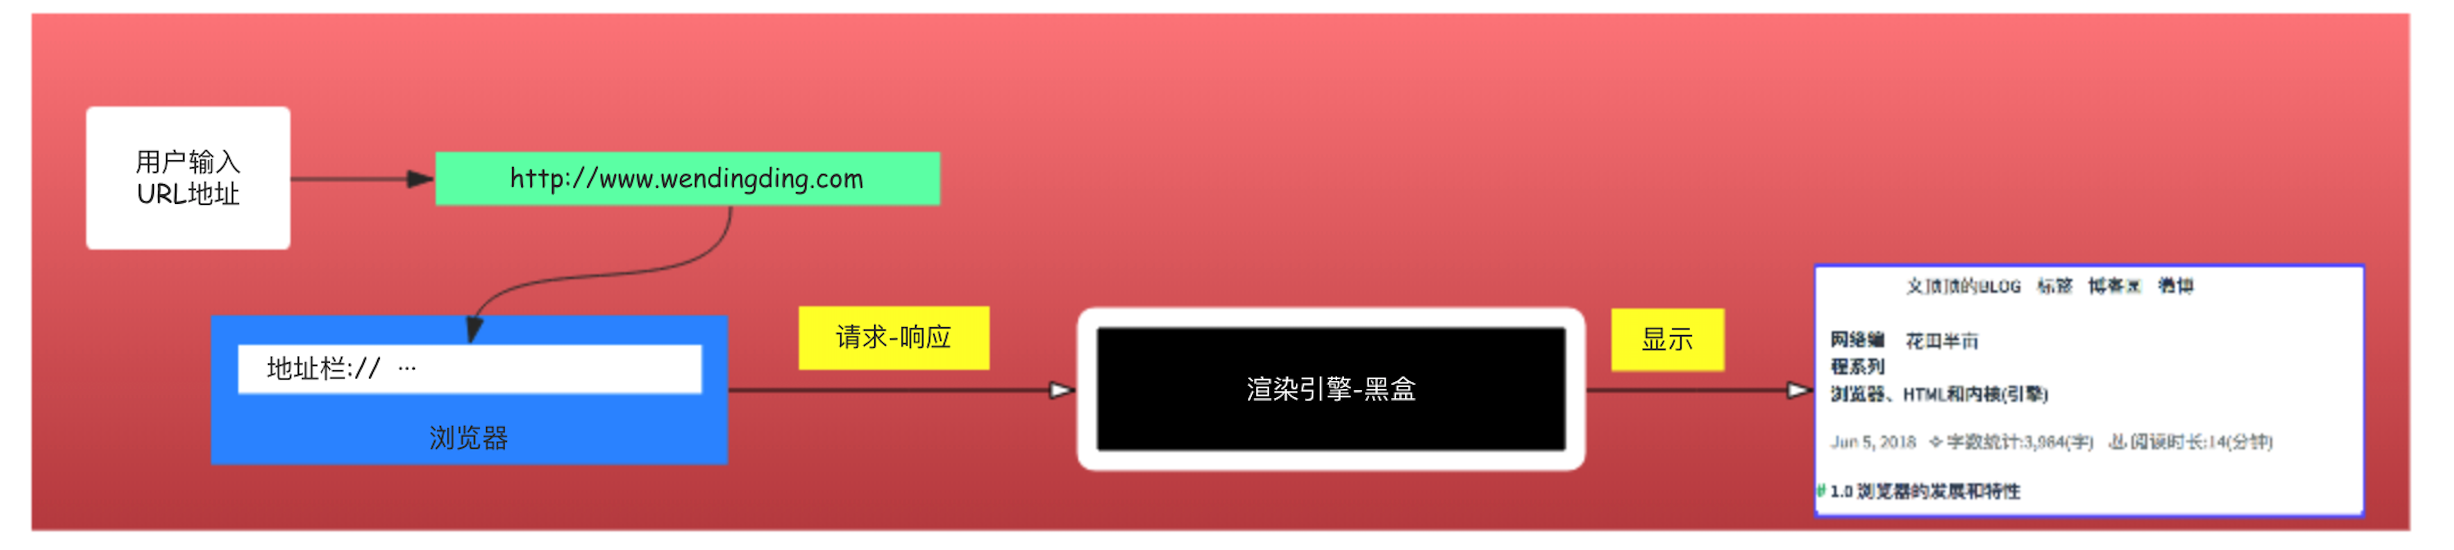 用户输入
URL地址
http://www.wendingding.com
地址栏:// ...
浏览器
请求-响应
渲染引擎-黑盒
显示
文顶顶的BLOG 标签 博客园 微博
网络编 花田半亩
程系列
浏览器、HTML和内核(引擎)
Jun 5, 2018 字数统计:3,964(字) 阅读时长:14(分钟)
# 1.0 浏览器的发展和特性